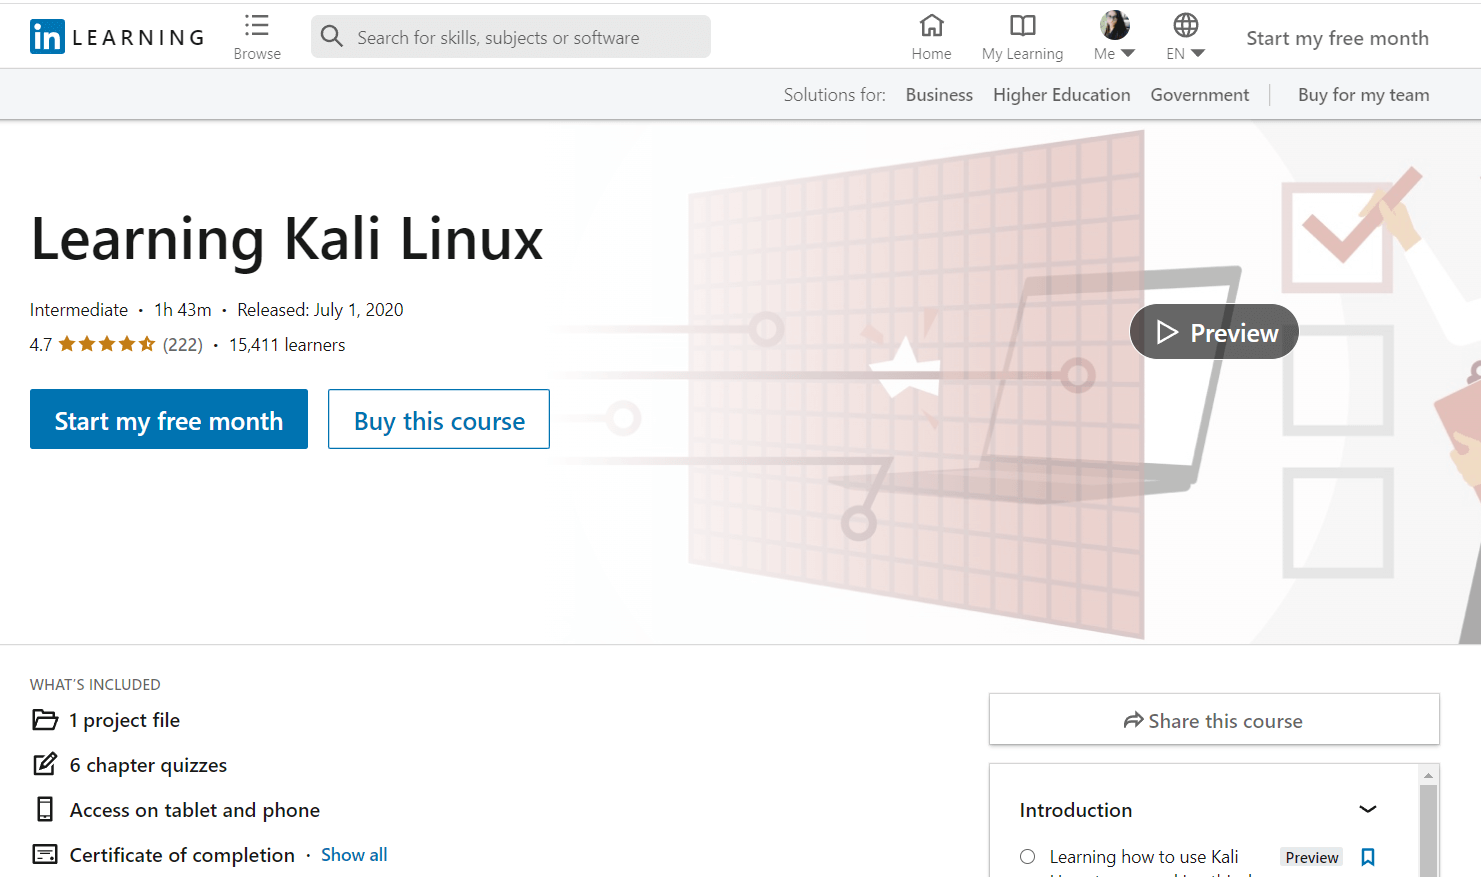 in LEARNING
Browse
Search for skills, subjects or software
Home
My Learning
Me
EN
Start my free month
Solutions for: Business Higher Education Government Buy for my team
Learning Kali Linux
Intermediate • 1h 43m • Released: July 1, 2020
4.7 (222) • 15,411 learners
Start my free month
Buy this course
Preview
WHAT'S INCLUDED
1 project file
6 chapter quizzes
Access on tablet and phone
Certificate of completion • Show all
Share this course
Introduction
Learning how to use Kali Preview